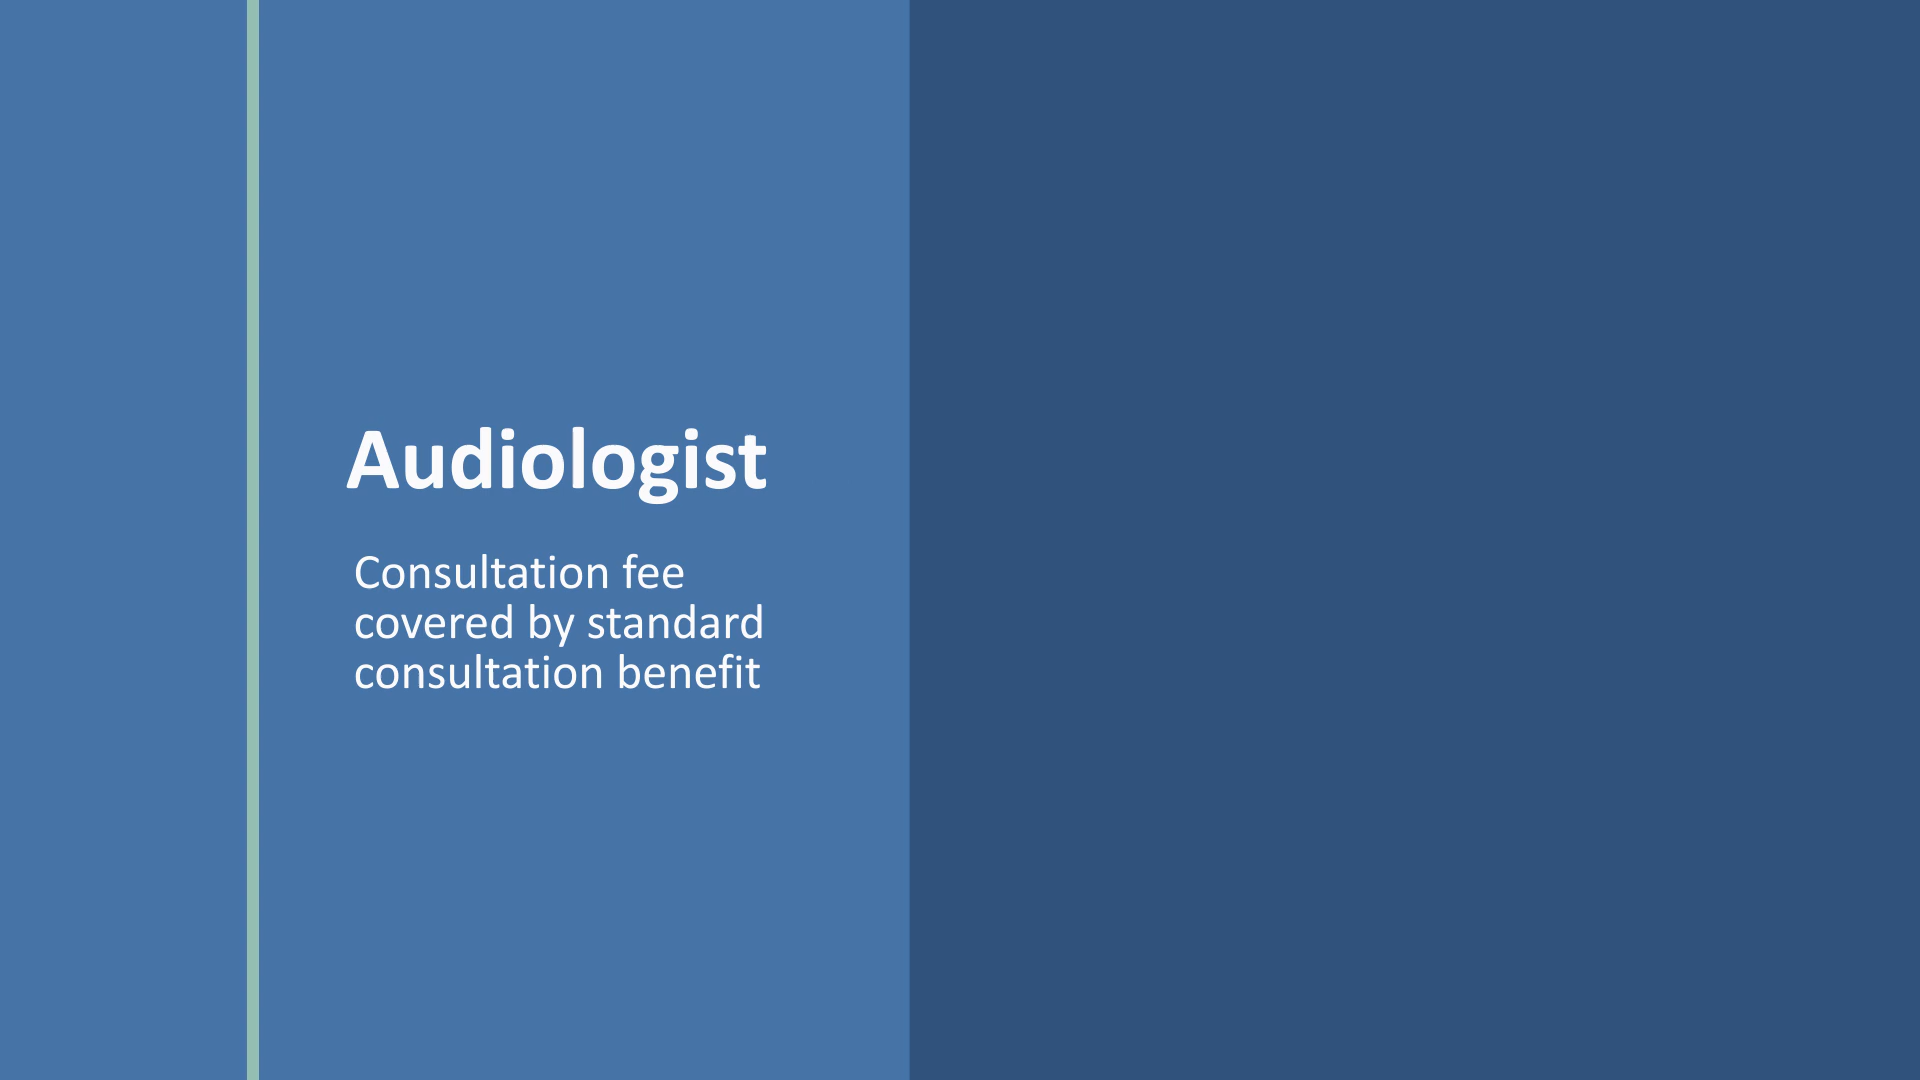 Audiologist
Consultation fee
covered by standard
consultation benefit